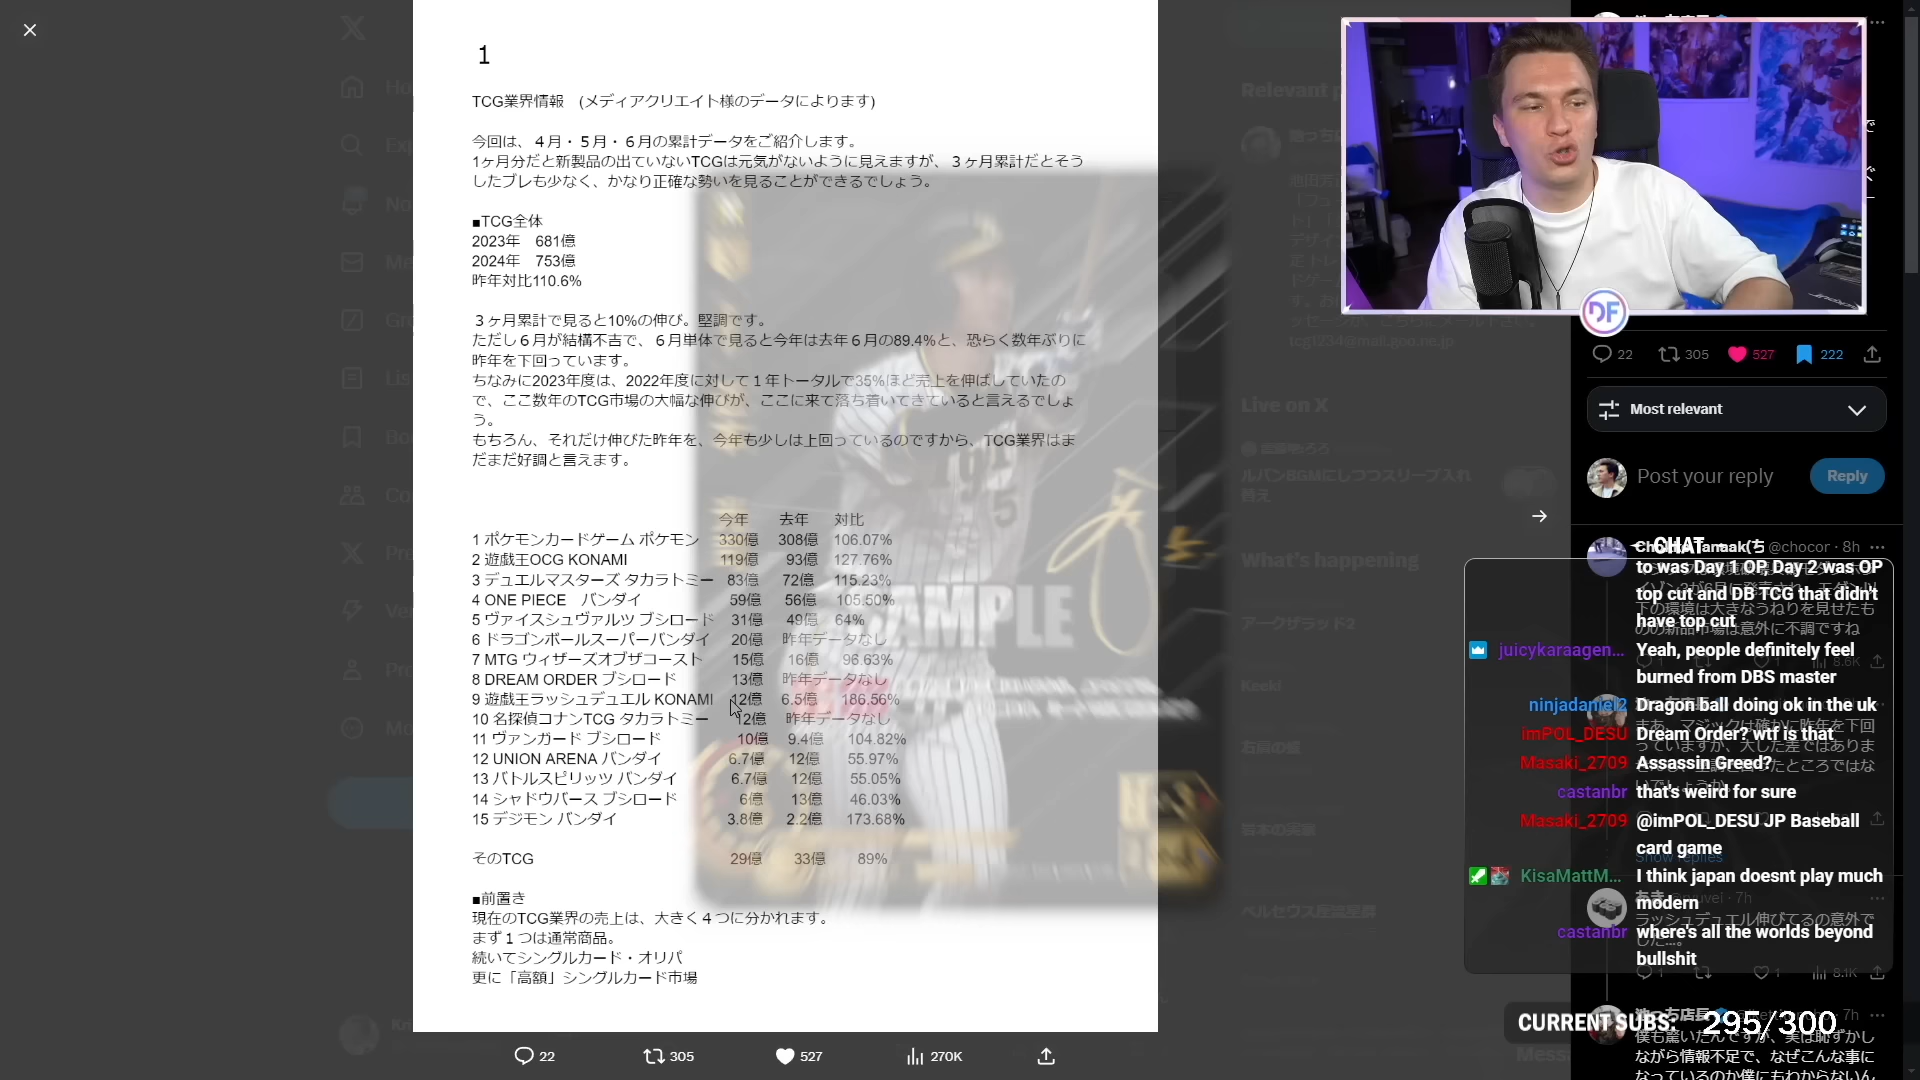 1
TCG業界情報　(メディアクリエイト様のデータによります)
今回は、４月・５月・６月の累計データをご紹介します。
1ヶ月分だと新製品の出ていないTCGは元気がないように見えますが、３ヶ月累計だとそう
したブレも少なく、かなり正確な勢いを見ることができるでしょう。
■TCG全体
2023年　681億
2024年　753億
昨年対比110.6%
３ヶ月累計で見ると10%の伸び。堅調です。
ただし６月が結構不吉で、６月単体で見ると今年は去年６月の89.4%と、恐らく数年ぶりに
昨年を下回っています。
ちなみに2023年度は、2022年度に対して１年トータルで35%ほど売上を伸ばしていたの
で、ここ数年のTCG市場の大幅な伸びが、ここに来て落ち着いてきていると言えるでしょ
う。
もちろん、それだけ伸びた昨年を、今年も少しは上回っているのですから、TCG業界はま
だまだ好調と言えます。
今年　去年　対比
1 ポケモンカードゲーム ポケモン 330億 308億 106.07%
2 遊戯王OCG KONAMI 119億 93億 127.76%
3 デュエルマスターズ タカラトミー 83億 72億 115.23%
4 ONE PIECE　バンダイ 59億 56億 105.50%
5 ヴァイスシュヴァルツ ブシロード 31億 49億 64%
6 ドラゴンボールスーパーバンダイ 20億 昨年データなし
7 MTG ウィザーズオブザコースト 15億 16億 96.63%
8 DREAM ORDER ブシロード 13億 昨年データなし
9 遊戯王ラッシュデュエル KONAMI 12億 6.5億 186.56%
10 名探偵コナンTCG タカラトミー 12億 昨年データなし
11 ヴァンガード ブシロード 10億 9.4億 104.82%
12 UNION ARENA バンダイ 6.7億 12億 55.97%
13 バトルスピリッツ バンダイ 6.7億 12億 55.05%
14 シャドウバース ブシロード 6億 13億 46.03%
15 デジモン バンダイ 3.8億 2.2億 173.68%
そのTCG 29億 33億 89%
■前置き
現在のTCG業界の売上は、大きく４つに分かれます。
まず１つは通常商品。
続いてシングルカード・オリパ
更に「高額」シングルカード市場
22 305 527 270K
DF
22 305 527 222
Most relevant
Post your reply
Reply
@chocor · 8h
CHAT
to was Day 1 OP, Day 2 was OP
top cut and DB TCG that didn't
have top cut
juicykaraagen... Yeah, people definitely feel
burned from DBS master
ninjadaniel2 Dragon ball doing ok in the uk
imPOL_DESU Dream Order? wtf is that
Masaki_2709 Assassin Greed?
castanbr that's weird for sure
Masaki_2709 @imPOL_DESU JP Baseball
card game
Show replies
KisaMattM... I think japan doesnt play much
modern
castanbr where's all the worlds beyond
bullshit
CURRENT SUBS: 295/300
Live on X
What's happening